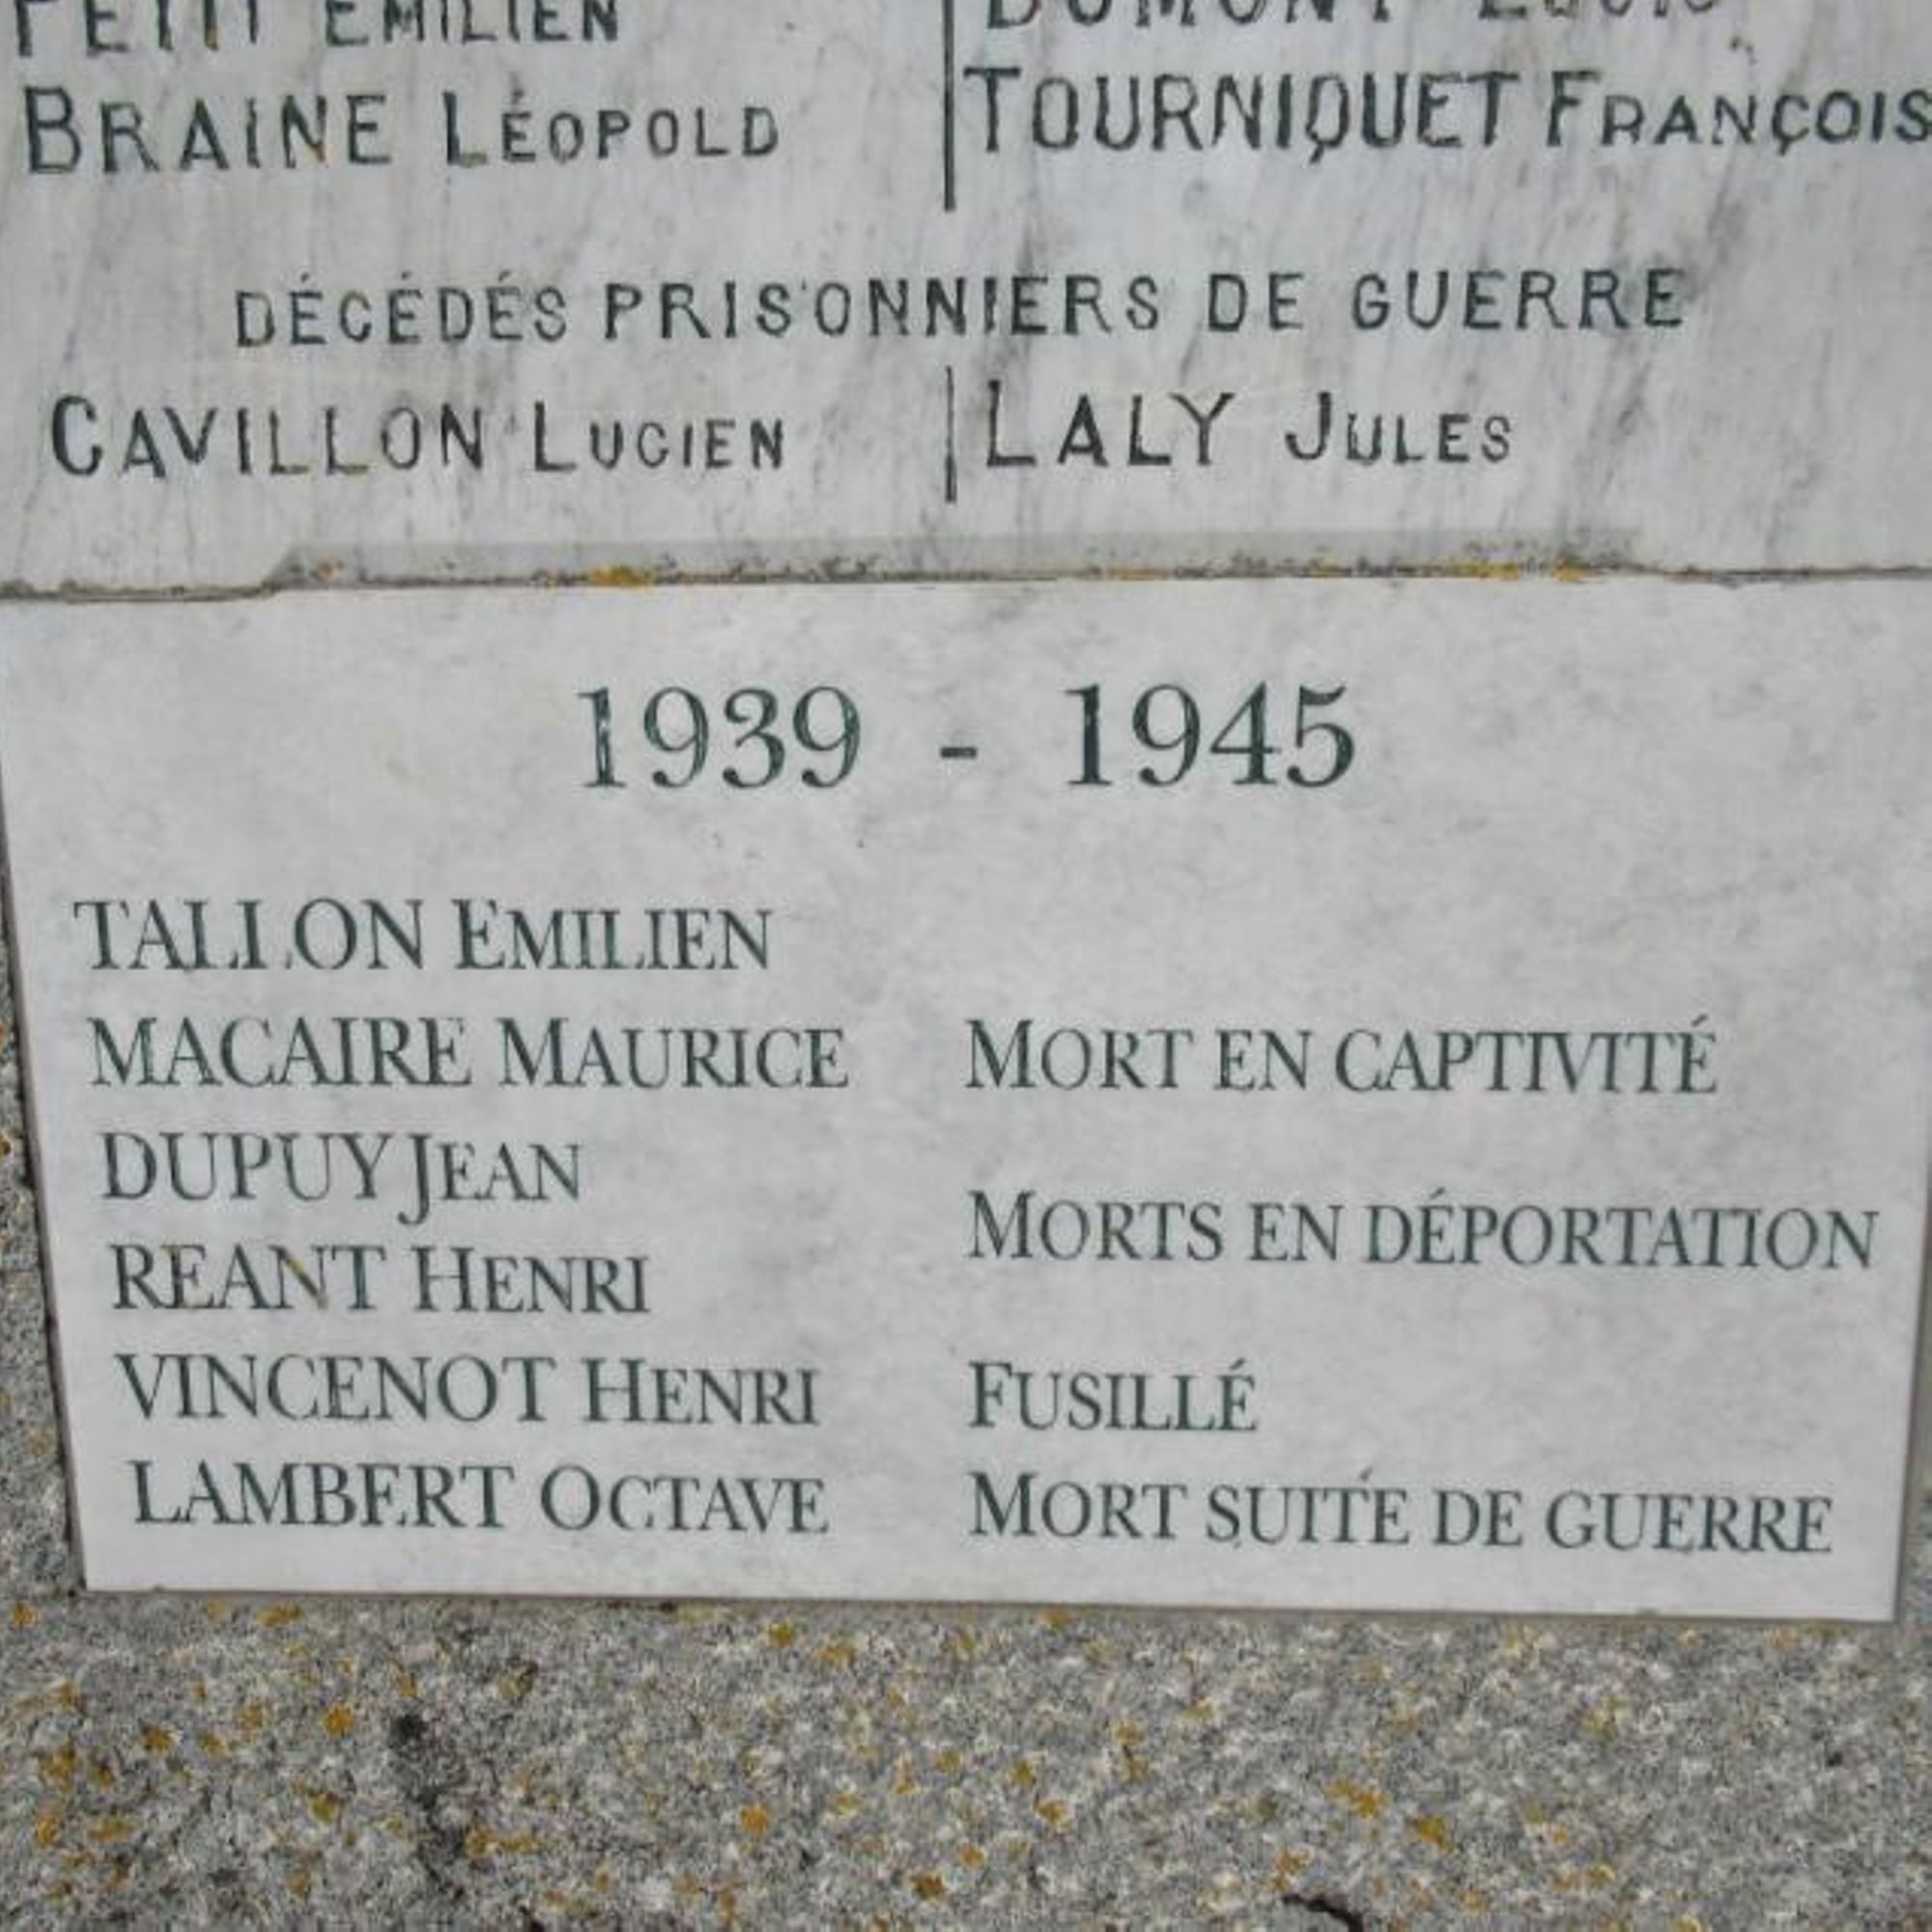 PETIT EMILIEN DUMONT LOUIS
BRAINE LÉOPOLD TOURNIQUET FRANÇOIS
DÉCÉDÉS PRISONNIERS DE GUERRE
CAVILLON LUCIEN LALY JULES
1939 - 1945
TALLON EMILIEN
MACAIRE MAURICE MORT EN CAPTIVITÉ
DUPUY JEAN
MORTS EN DÉPORTATION
REANT HENRI
VINCENOT HENRI FUSILLÉ
LAMBERT OCTAVE MORT SUITE DE GUERRE